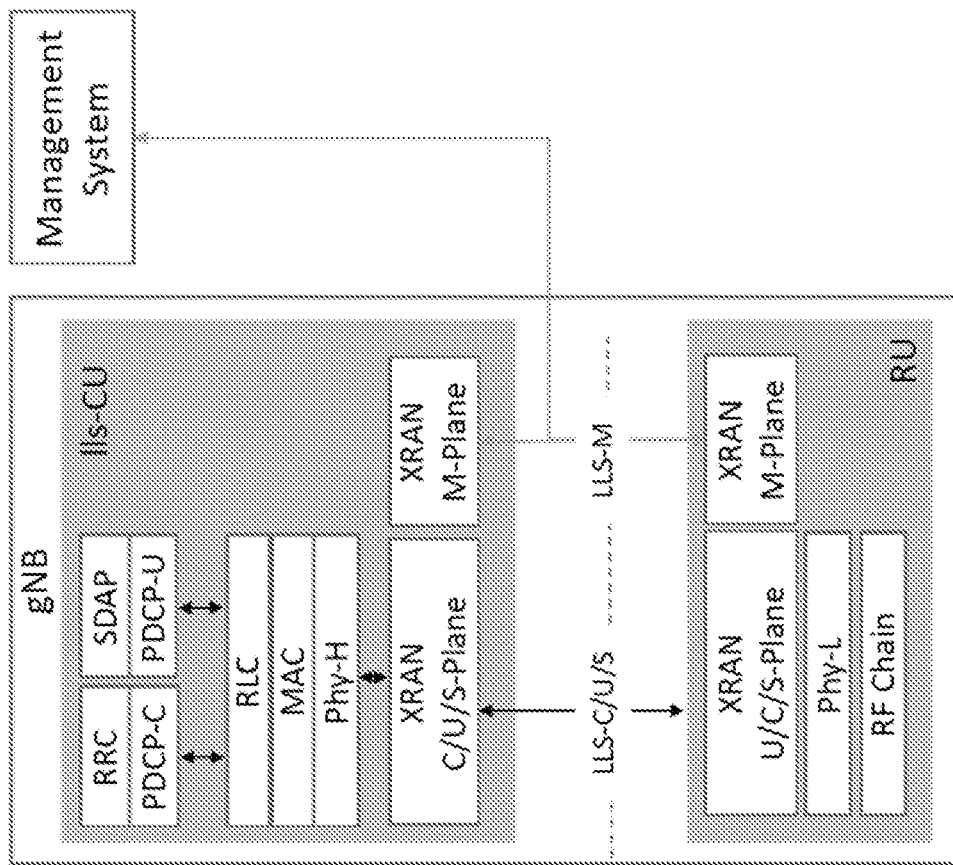 gNB
Management
System
lls-CU
RRC
SDAP
PDCP-C
PDCP-U
RLC
MAC
Phy-H
XRAN
C/U/S-Plane
XRAN
M-Plane
LLS-C/U/S
LLS-M
XRAN
U/C/S-Plane
XRAN
M-Plane
Phy-L
RF Chain
RU